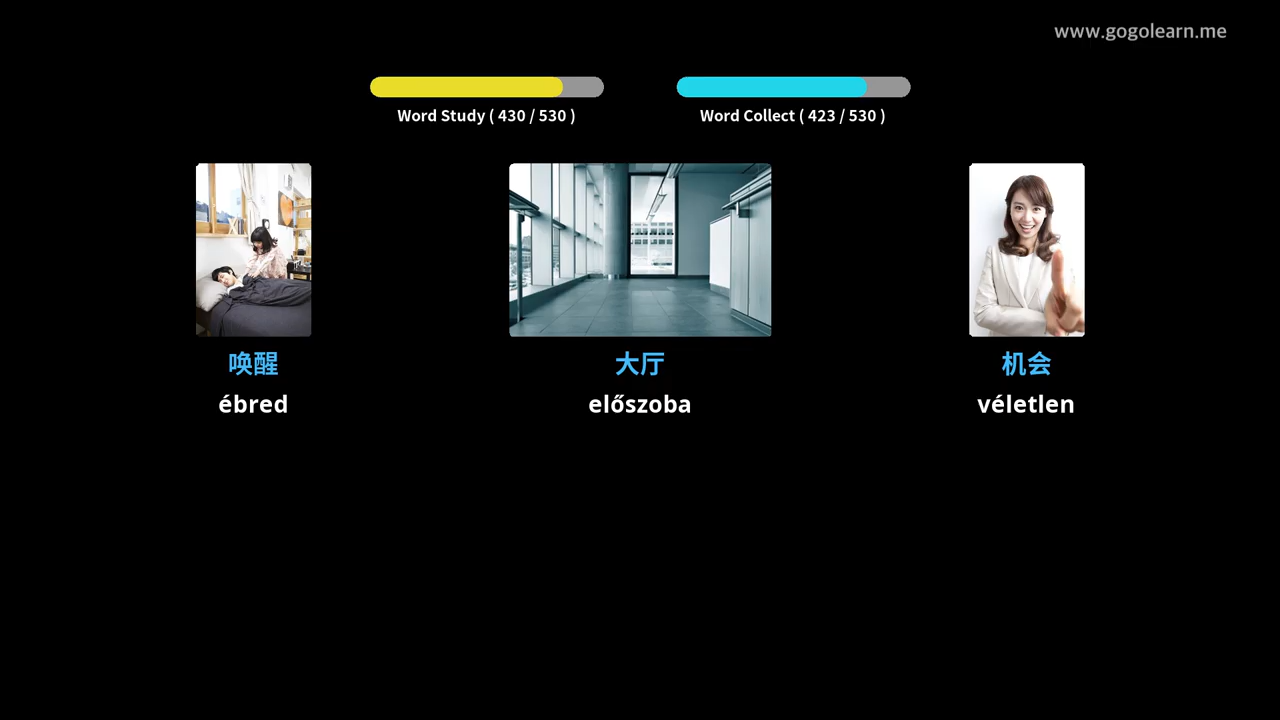 www.gogolearn.me
Word Study ( 430 / 530 )
Word Collect ( 423 / 530 )
唤醒
大厅
机会
ébred
előszoba
véletlen